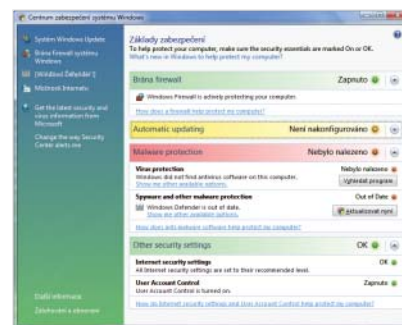 Centrum zabezpečení systému Windows
Systém Windows Update
Brána Firewall systému
Windows
[Windows Defender]
Možnosti Internetu
Get the latest security and
virus information from
Microsoft
Change the way Security
Center alerts me
Další informace
Základy zabezpečení
To help protect your computer, make sure the security essentials are marked On or OK.
What's new in Windows to help protect my computer?
Brána firewall
Zapnuto
Windows Firewall is actively protecting your computer.
How does a firewall help protect my computer?
Automatic updating
Není nakonfigurováno
Malware protection
Nebylo nalezeno
Virus protection
Nebylo nalezeno
Windows did not find antivirus software on this computer.
Show me other available options.
Vyhledat program
Spyware and other malware protection
Out of Date
Windows Defender is out of date.
Show me other available options.
Aktualizovat nyní
How does anti-malware software help protect my computer?
Other security settings
OK
Internet security settings
OK
All Internet security settings are set to their recommended level.
User Account Control
Zapnuto
User Account Control is turned on.
How do Internet security settings and User Account Control help protect my computer?